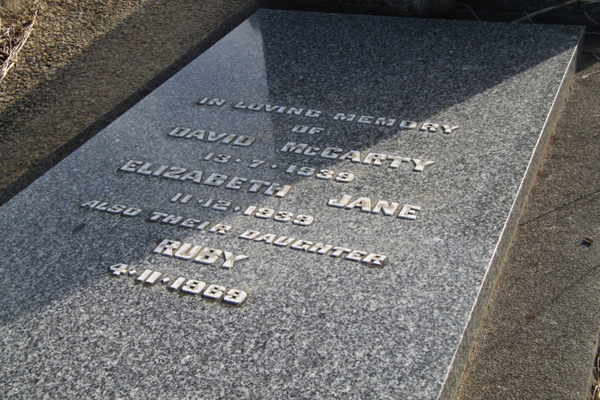 IN LOVING MEMORY
OF
DAVID McCARTY
13·7·1939
ELIZABETH JANE
11·12·1939
ALSO THEIR DAUGHTER
RUBY
4·11·1969